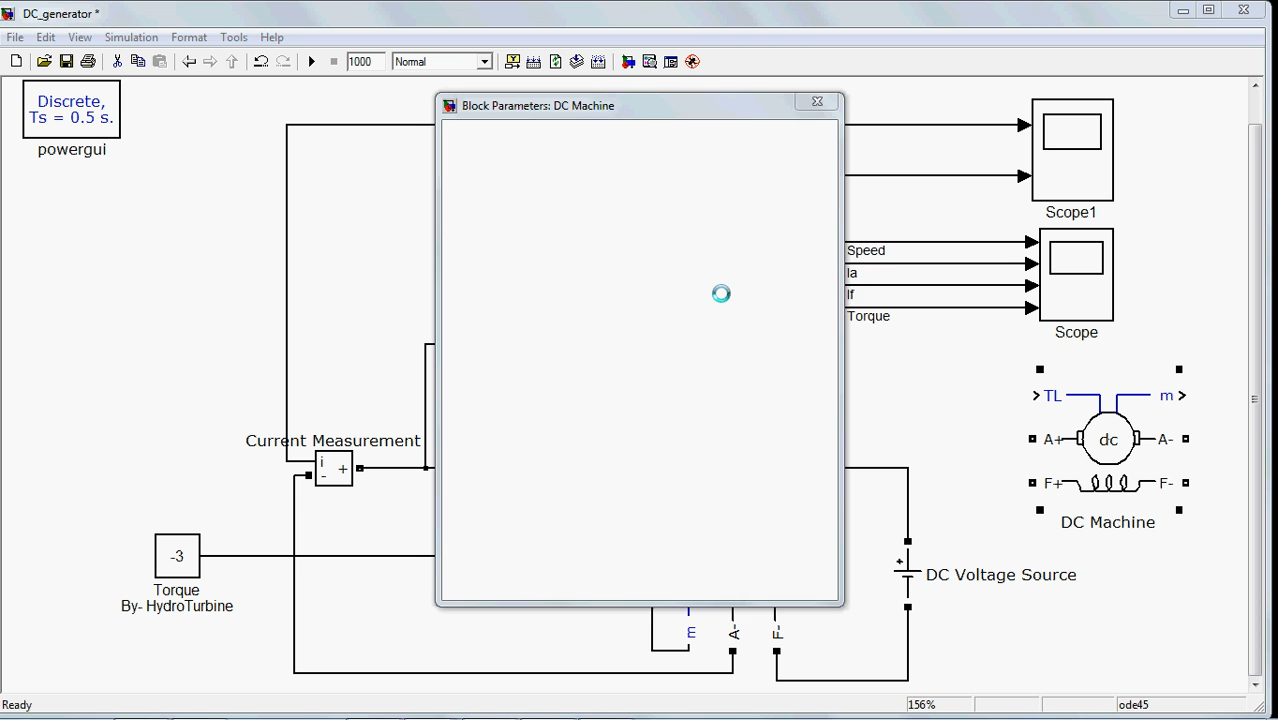 DC_generator *
File Edit View Simulation Format Tools Help
1000 Normal
Discrete,
Ts = 0.5 s.
powergui
Block Parameters: DC Machine
Scope1
Speed
Ia
If
Torque
Scope
TL m
A+ dc A-
F+ F-
DC Machine
Current Measurement
i
+
-
-3
Torque
By- HydroTurbine
+
DC Voltage Source
m
A-
F-
Ready 156% ode45